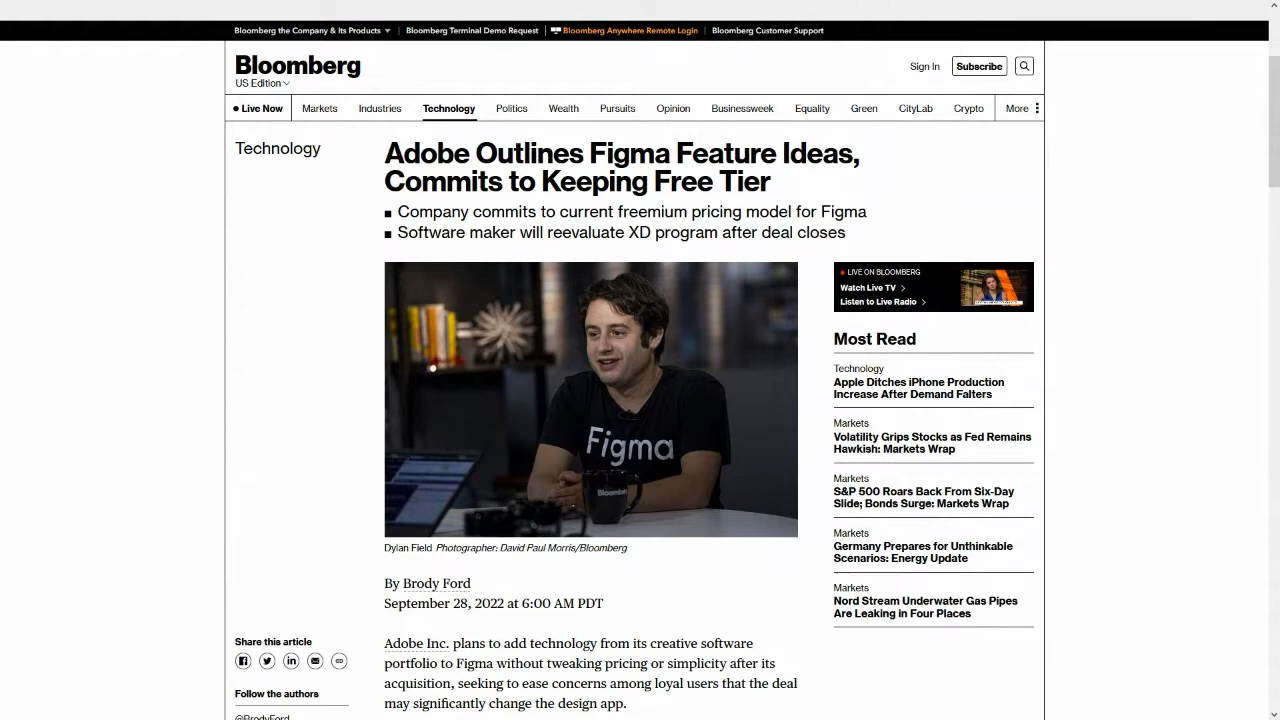 Bloomberg the Company & Its Products
Bloomberg Terminal Demo Request
Bloomberg Anywhere Remote Login
Bloomberg Customer Support
Bloomberg
US Edition
Sign In
Subscribe
Live Now
Markets
Industries
Technology
Politics
Wealth
Pursuits
Opinion
Businessweek
Equality
Green
CityLab
Crypto
More
Technology
Adobe Outlines Figma Feature Ideas,
Commits to Keeping Free Tier
Company commits to current freemium pricing model for Figma
Software maker will reevaluate XD program after deal closes
Figma
Bloomberg
Dylan Field Photographer: David Paul Morris/Bloomberg
By Brody Ford
September 28, 2022 at 6:00 AM PDT
Adobe Inc. plans to add technology from its creative software
portfolio to Figma without tweaking pricing or simplicity after its
acquisition, seeking to ease concerns among loyal users that the deal
may significantly change the design app.
Share this article
Follow the authors
@BrodyFord
LIVE ON BLOOMBERG
Watch Live TV
Listen to Live Radio
Most Read
Technology
Apple Ditches iPhone Production
Increase After Demand Falters
Markets
Volatility Grips Stocks as Fed Remains
Hawkish: Markets Wrap
Markets
S&P 500 Roars Back From Six-Day
Slide; Bonds Surge: Markets Wrap
Markets
Germany Prepares for Unthinkable
Scenarios: Energy Update
Markets
Nord Stream Underwater Gas Pipes
Are Leaking in Four Places